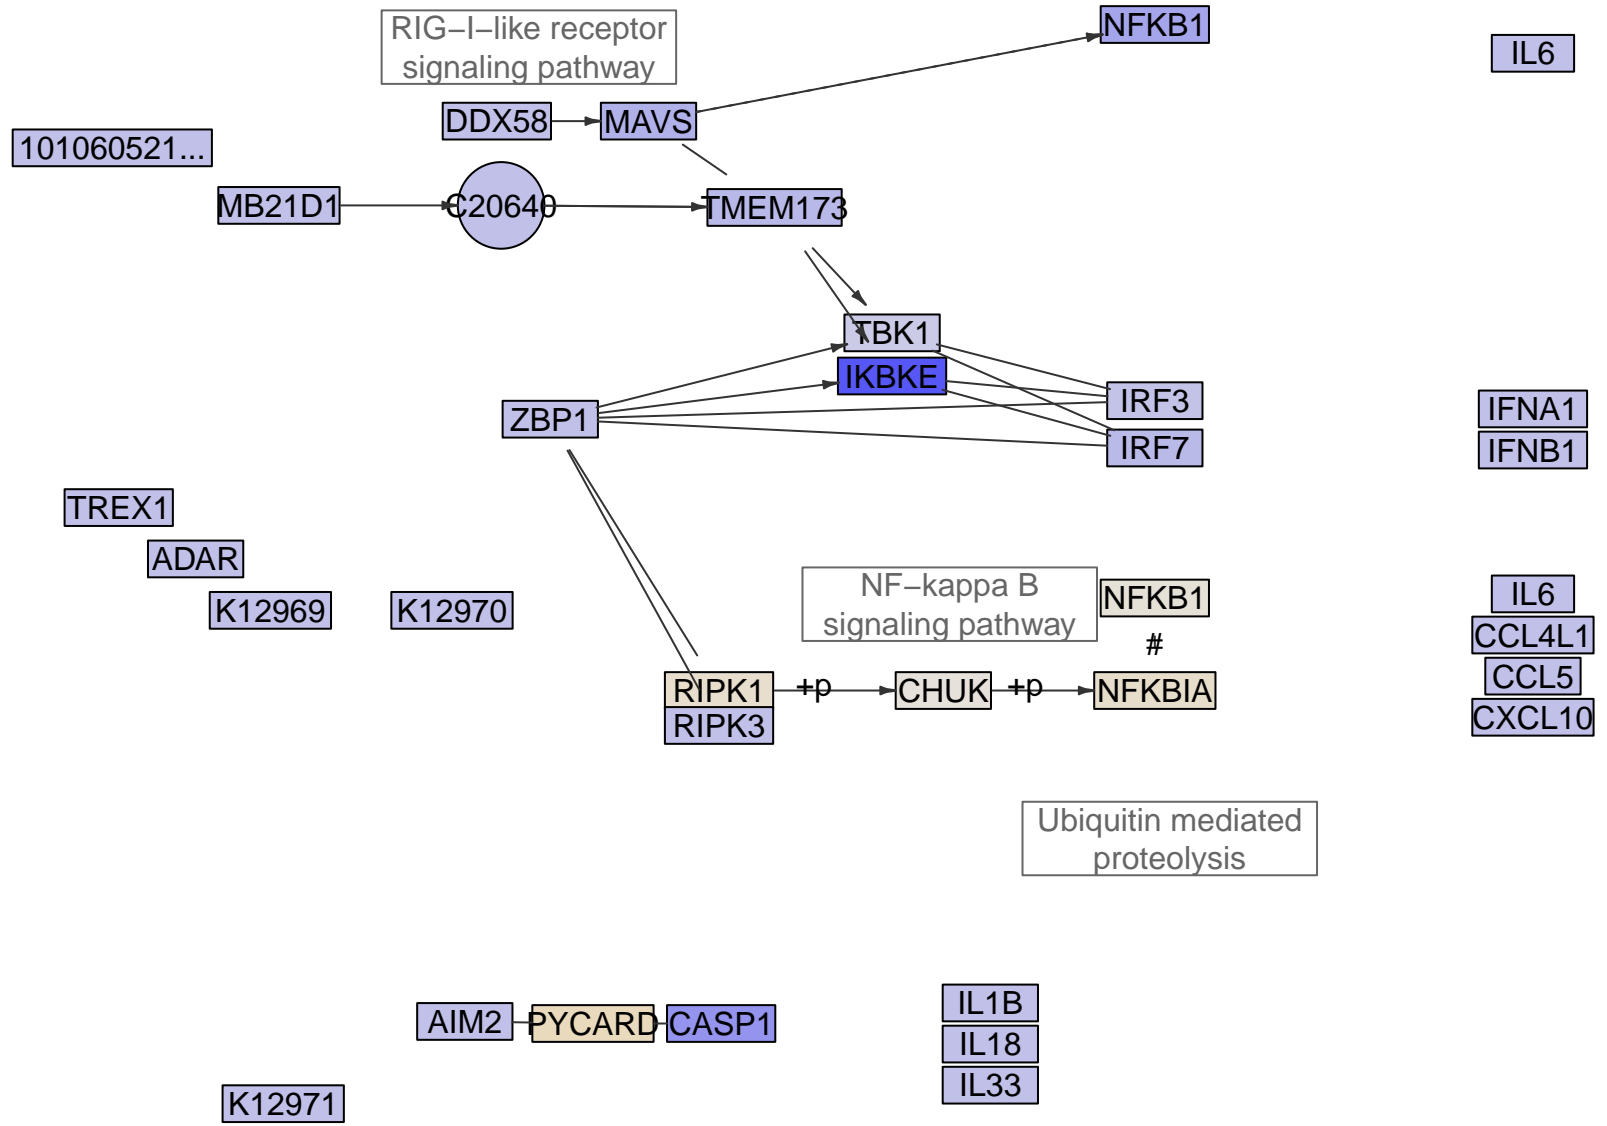 RIG−I−like receptor
signaling pathway
NFKB1
IL6
DDX58
MAVS
101060521...
MB21D1
C20640
TMEM173
TBK1
IKBKE
ZBP1
IRF3
IRF7
IFNA1
IFNB1
TREX1
ADAR
K12969
K12970
NF−kappa B
signaling pathway
NFKB1
#
IL6
CCL4L1
CCL5
CXCL10
RIPK1
+p
CHUK
+p
NFKBIA
RIPK3
Ubiquitin mediated
proteolysis
AIM2
PYCARD
CASP1
IL1B
IL18
IL33
K12971